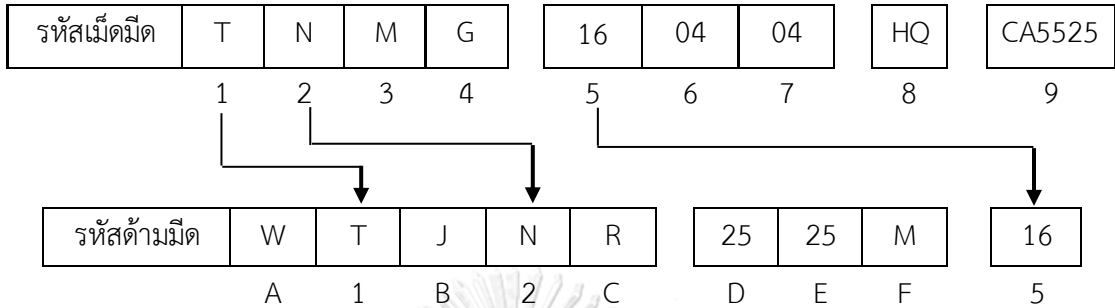 รหัสเม็ดมีด T N M G 16 04 04 HQ CA5525
1 2 3 4 5 6 7 8 9
รหัสด้ามมีด W T J N R 25 25 M 16
A 1 B 2 C D E F 5